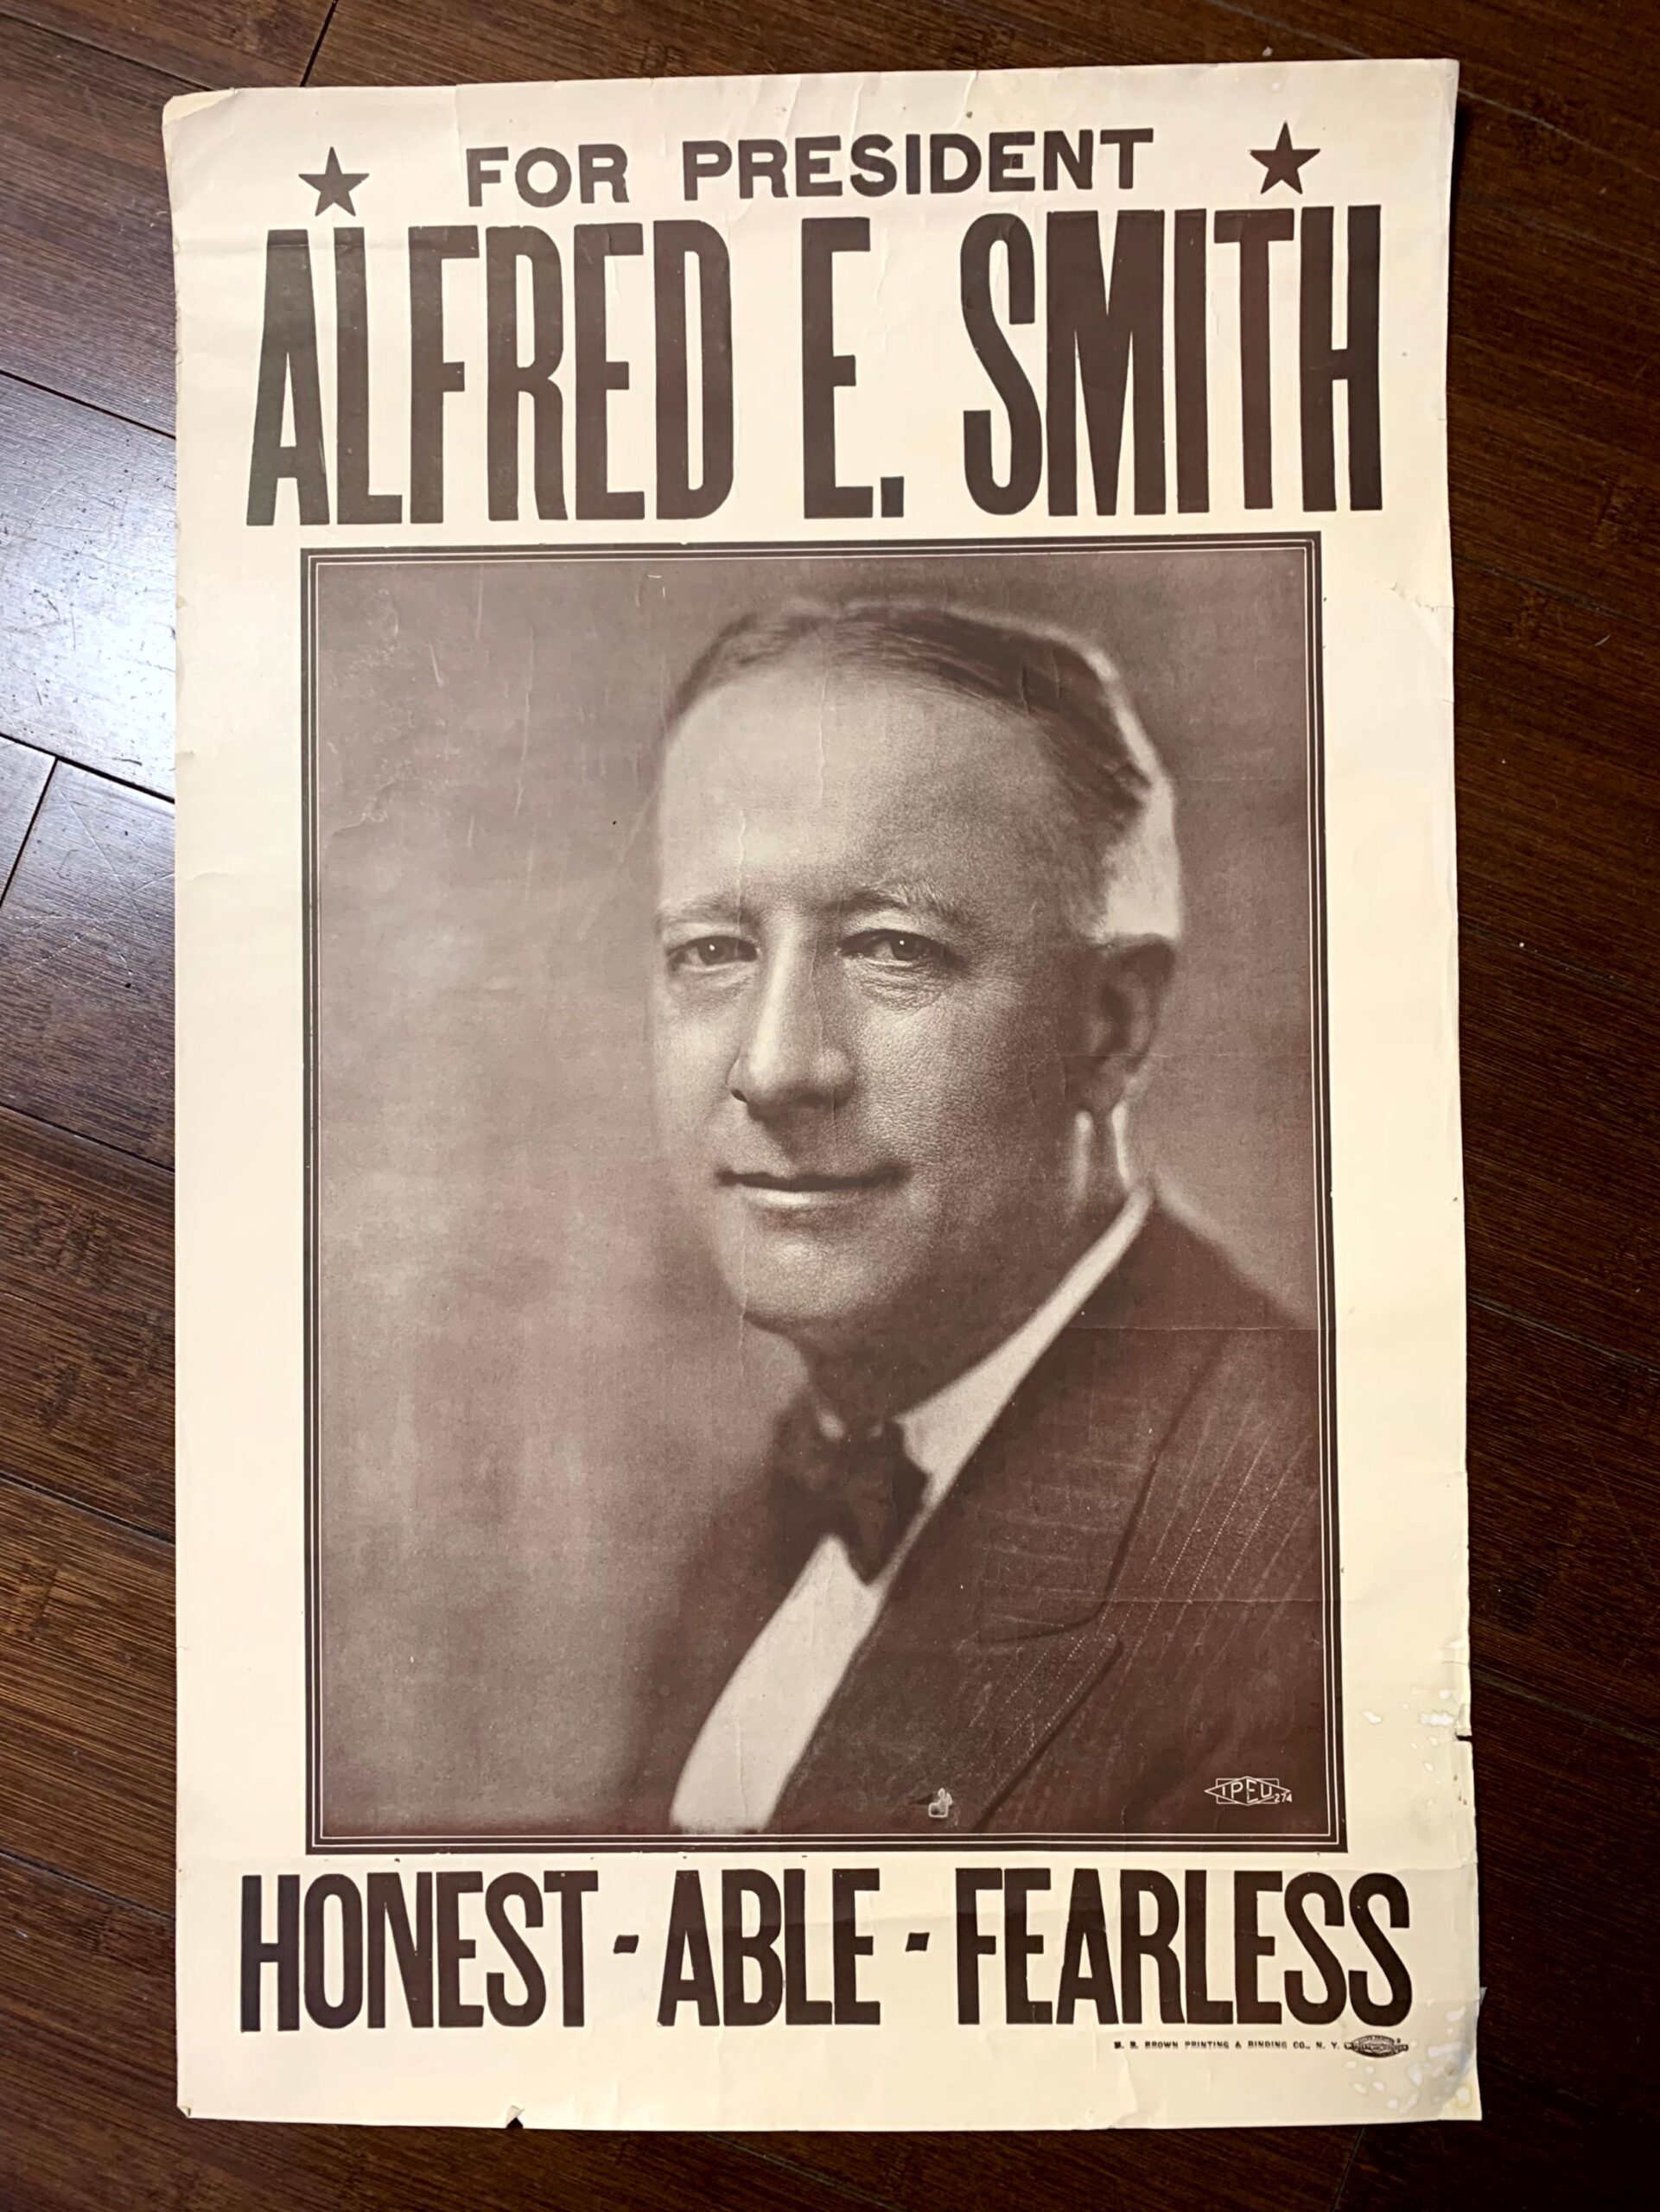 FOR PRESIDENT
ALFRED E. SMITH
IPEU 274
HONEST - ABLE - FEARLESS
M. B. BROWN PRINTING & BINDING CO., N. Y.